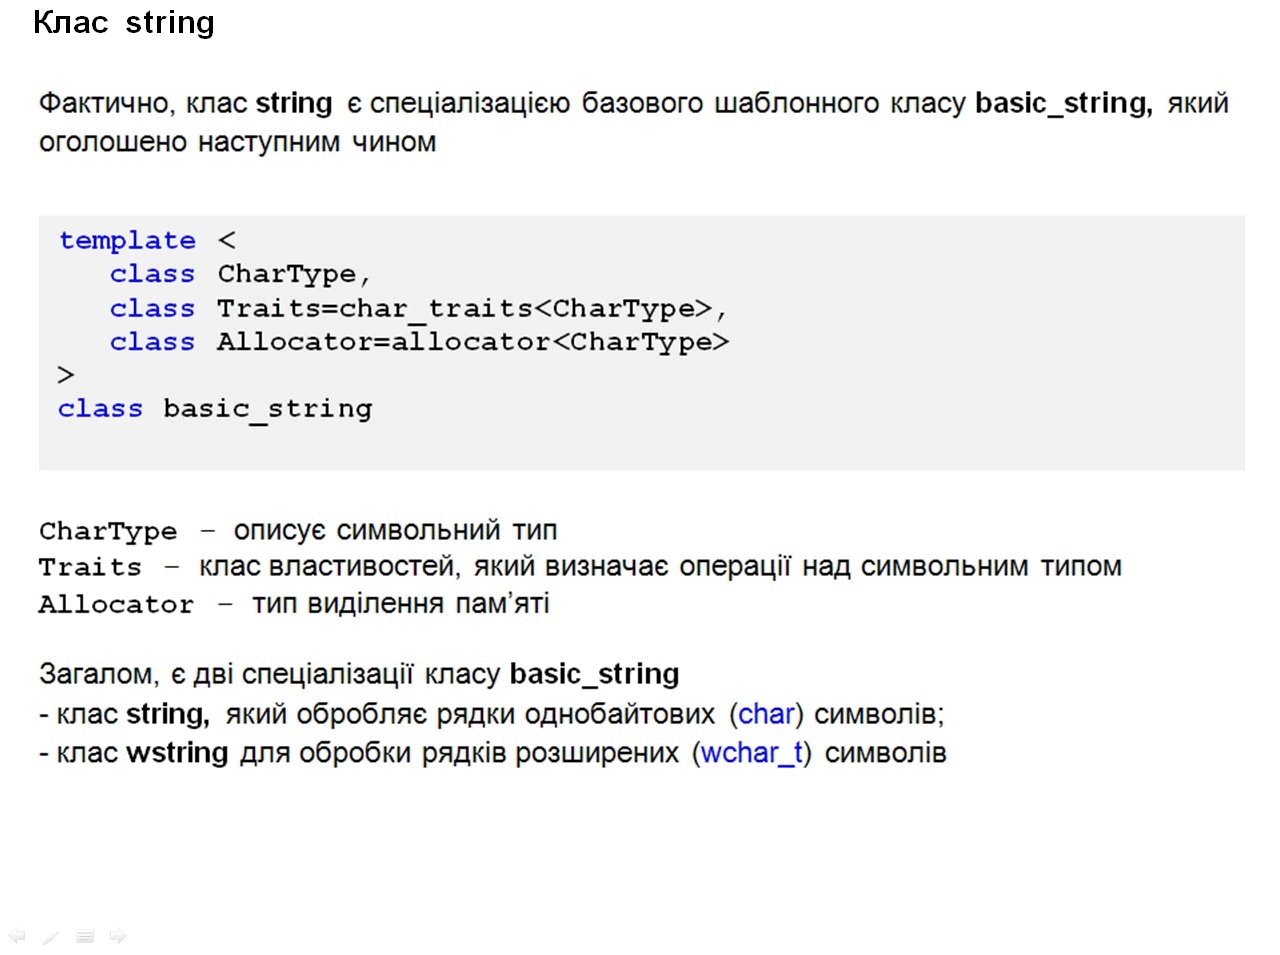 Клас string
Фактично, клас string є спеціалізацією базового шаблонного класу basic_string, який
оголошено наступним чином
template <
class CharType,
class Traits=char_traits<CharType>,
class Allocator=allocator<CharType>
>
class basic_string
CharType – описує символьний тип
Traits – клас властивостей, який визначає операції над символьним типом
Allocator – тип виділення пам’яті
Загалом, є дві спеціалізації класу basic_string
- клас string, який обробляє рядки однобайтових (char) символів;
- клас wstring для обробки рядків розширених (wchar_t) символів